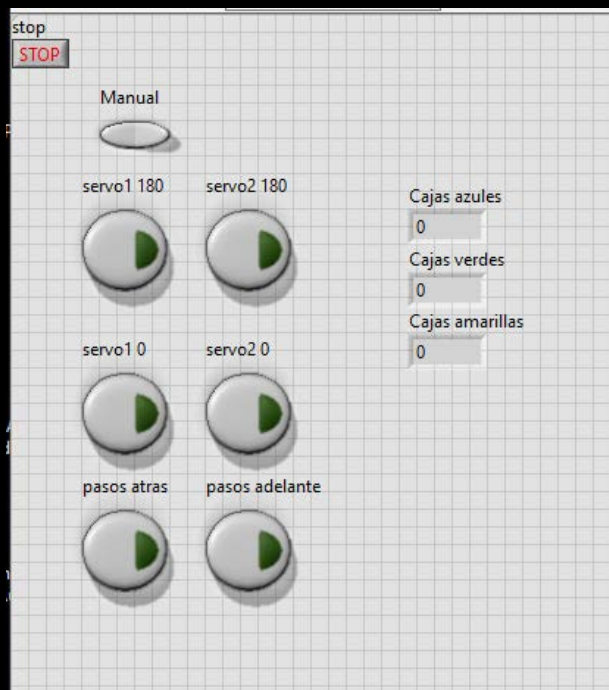 stop
STOP
Manual
servo1 180
servo2 180
Cajas azules
0
Cajas verdes
0
Cajas amarillas
0
servo1 0
servo2 0
pasos atras
pasos adelante